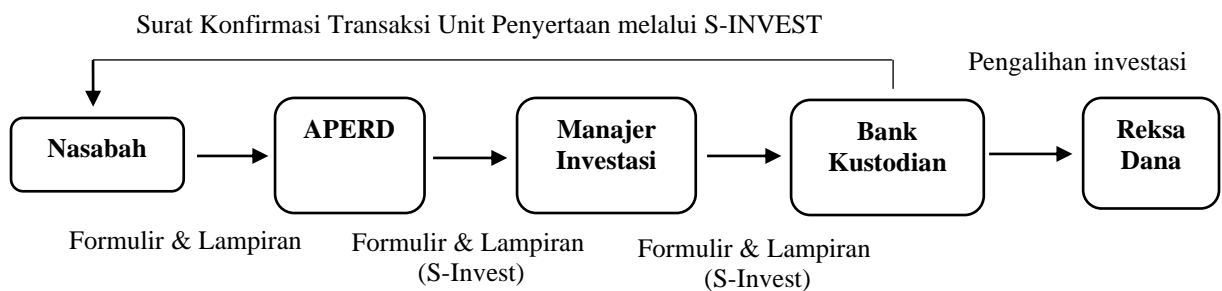 Surat Konfirmasi Transaksi Unit Penyertaan melalui S-INVEST
Pengalihan investasi
Nasabah
APERD
Manajer
Investasi
Bank
Kustodian
Reksa
Dana
Formulir & Lampiran
Formulir & Lampiran
(S-Invest)
Formulir & Lampiran
(S-Invest)